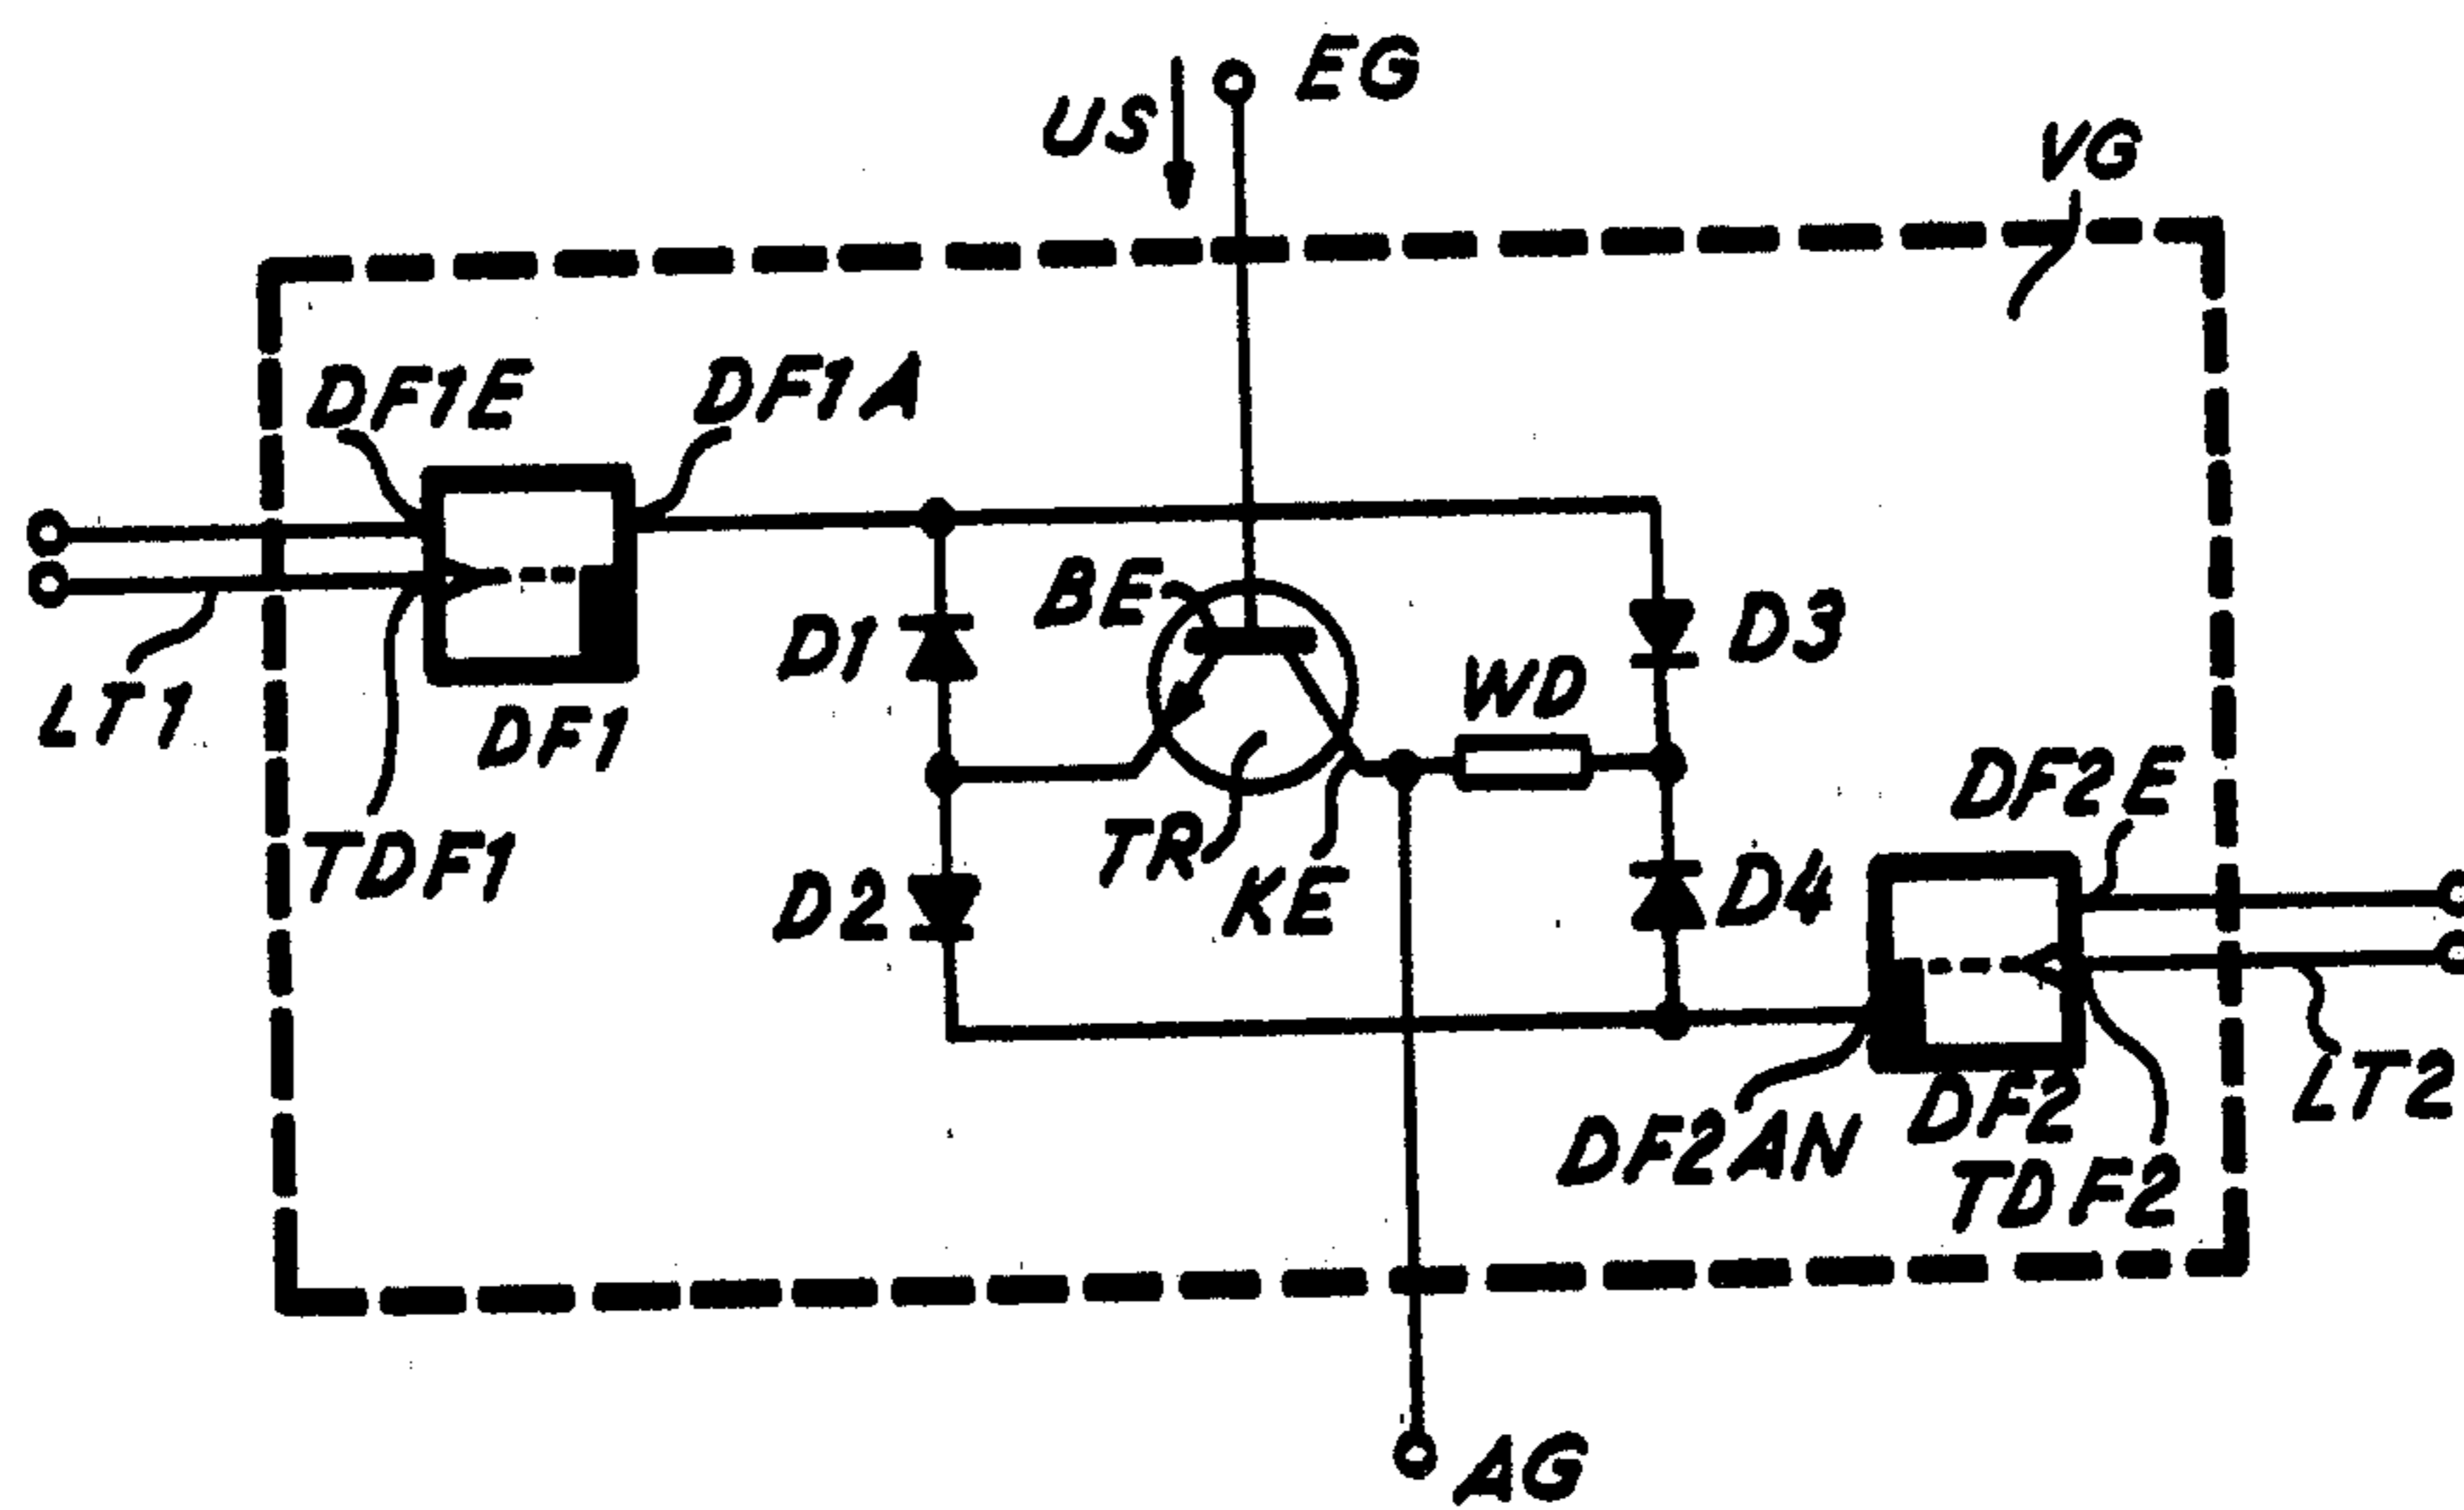 EG
US
VG
DF1E
DF1A
BE
D1
D3
WD
LT1
DF1
DF2E
TDF1
TR
D2
KE
D4
LT2
DF2
DF2AN
TDF2
AG